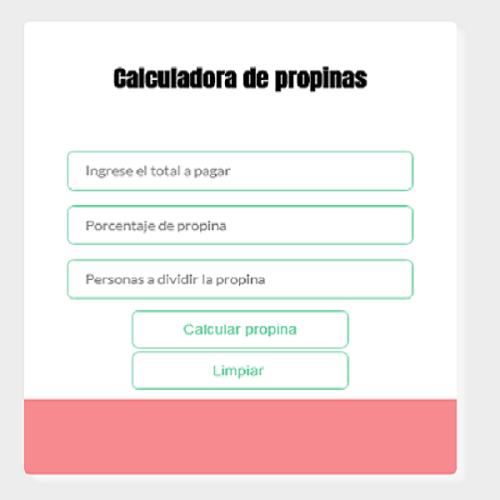 Calculadora de propinas
Ingrese el total a pagar
Porcentaje de propina
Personas a dividir la propina
Calcular propina
Limpiar